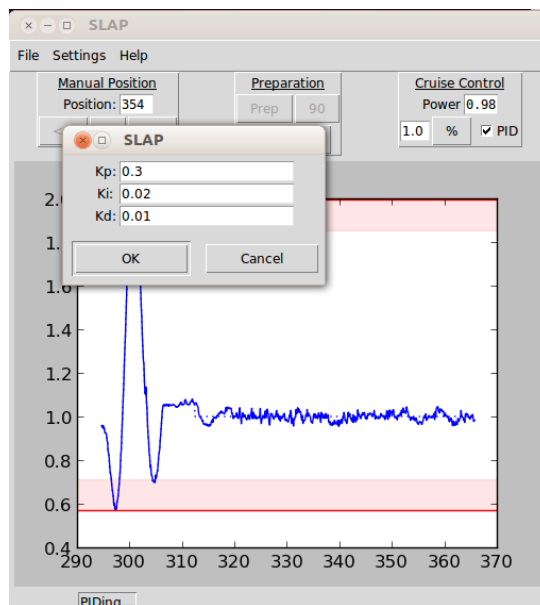 SLAP
File Settings Help
Manual Position Preparation Cruise Control
Position: 354 Prep 90 Power 0.98
1.0 % PID
SLAP
Kp: 0.3
Ki: 0.02
Kd: 0.01
OK Cancel
1.6
1.4
1.2
1.0
0.8
0.6
0.4
290 300 310 320 330 340 350 360 370
PIDing...